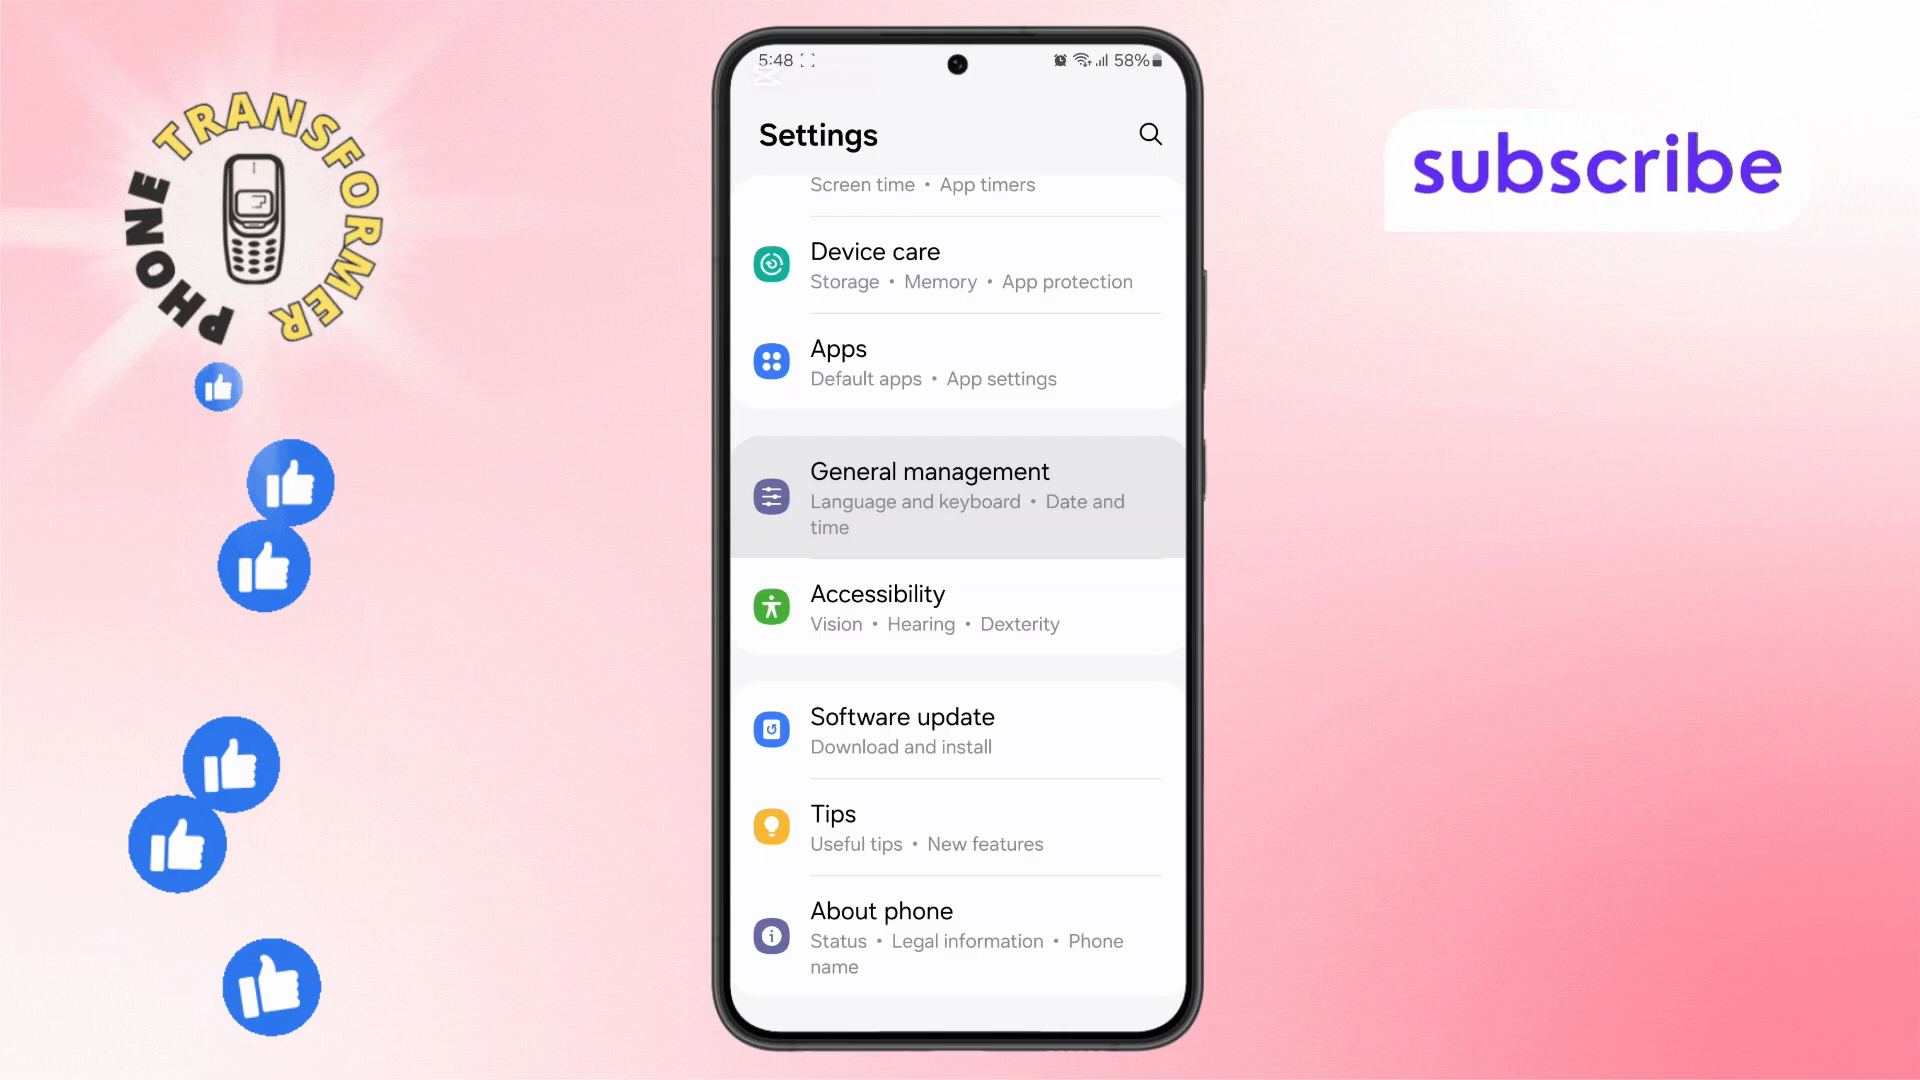 PHONE TRANSFORMER
subscribe
5:48
58%
Settings
Screen time • App timers
Device care
Storage • Memory • App protection
Apps
Default apps • App settings
General management
Language and keyboard • Date and
time
Accessibility
Vision • Hearing • Dexterity
Software update
Download and install
Tips
Useful tips • New features
About phone
Status • Legal information • Phone
name